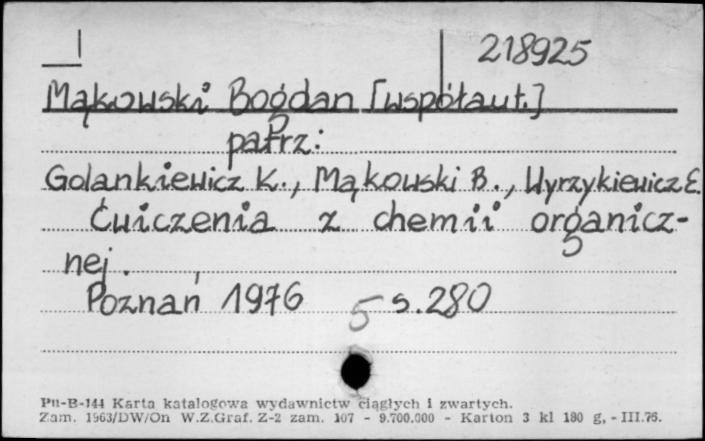 218925
Mąkowski Bogdan [współaut.]
patrz:
Golankiewicz K., Mąkowski B., Wyrzykiewicz E.
Ćwiczenia z chemii organicz-
nej.
Poznań 1976 s. 280
5
Pu-B-144 Karta katalogowa wydawnictw ciągłych i zwartych.
Zam. 1963/DW/On W.Z.Graf. Z-2 zam. 107 - 9.700.000 - Karton 3 kl 180 g, - III.76.